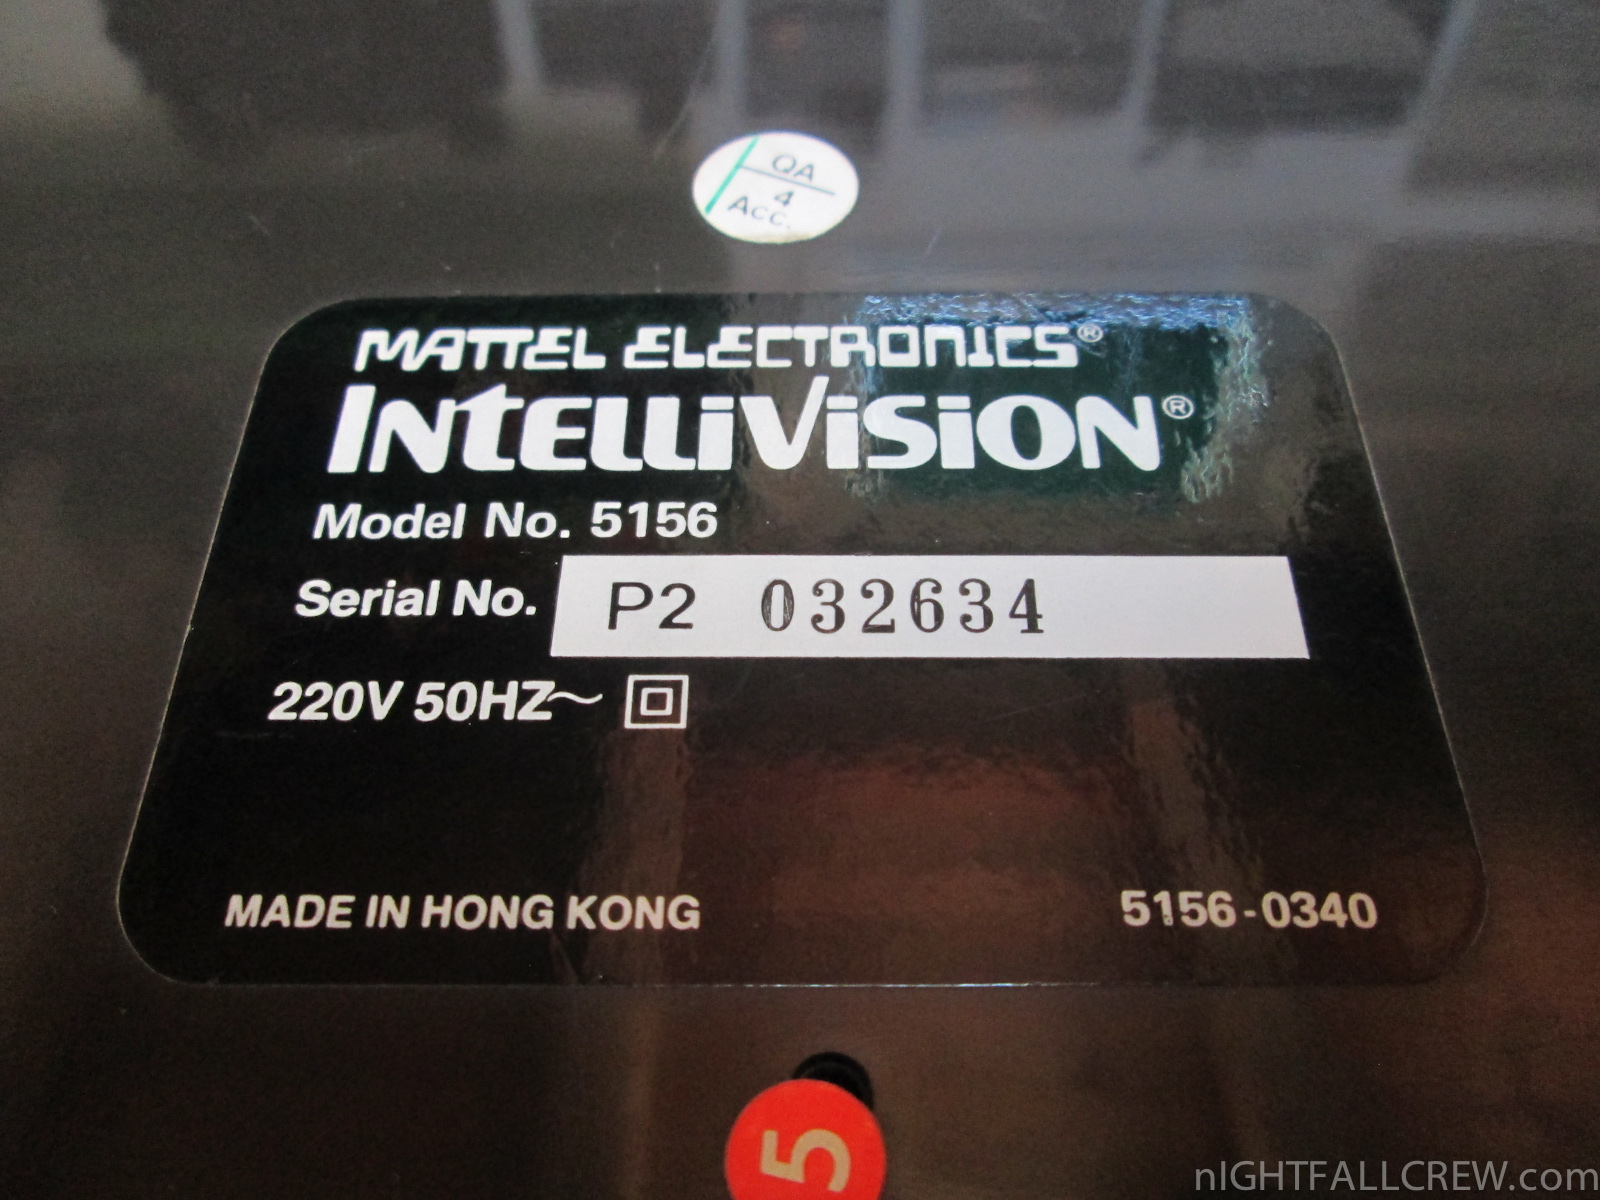 QA
4
Acc.
MATTEL ELECTRONICS®
INTELLIVISION®
Model No. 5156
Serial No. P2 032634
220V 50HZ~
MADE IN HONG KONG 5156-0340
5
nIGHTFALLCREW.com